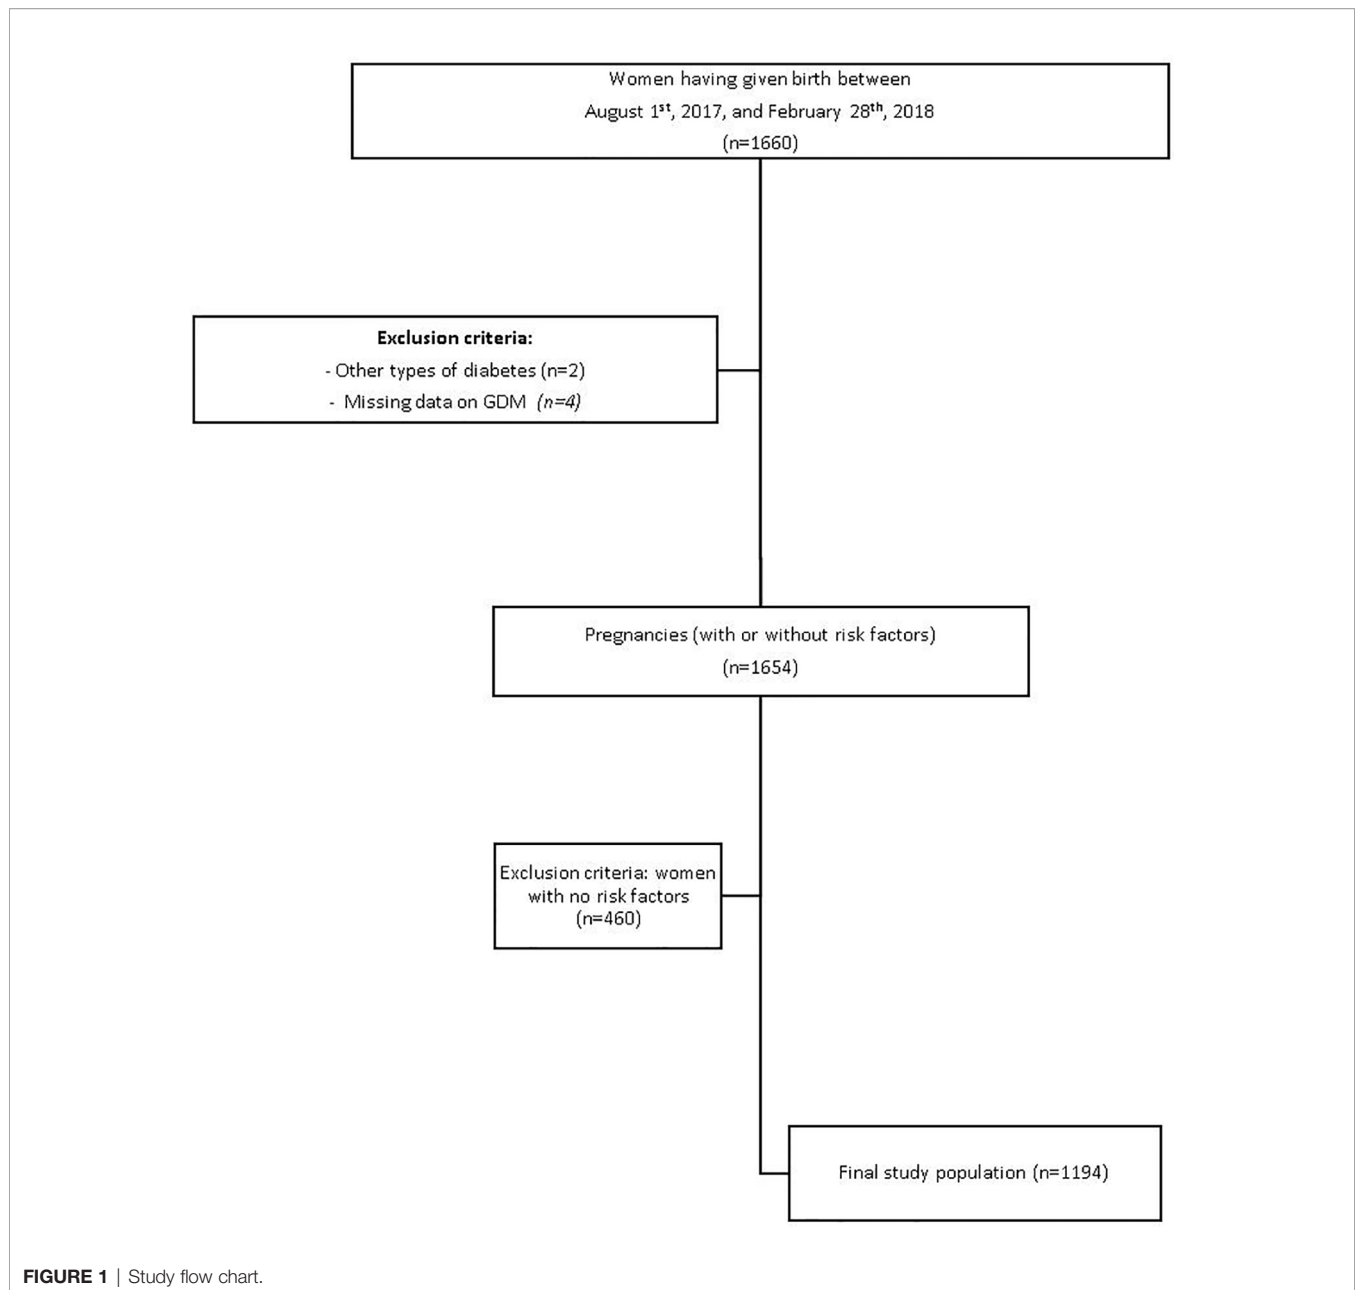 Women having given birth between
August 1st, 2017, and February 28th, 2018
(n=1660)
Exclusion criteria:
- Other types of diabetes (n=2)
- Missing data on GDM (n=4)
Pregnancies (with or without risk factors)
(n=1654)
Exclusion criteria: women
with no risk factors
(n=460)
Final study population (n=1194)
FIGURE 1 | Study flow chart.